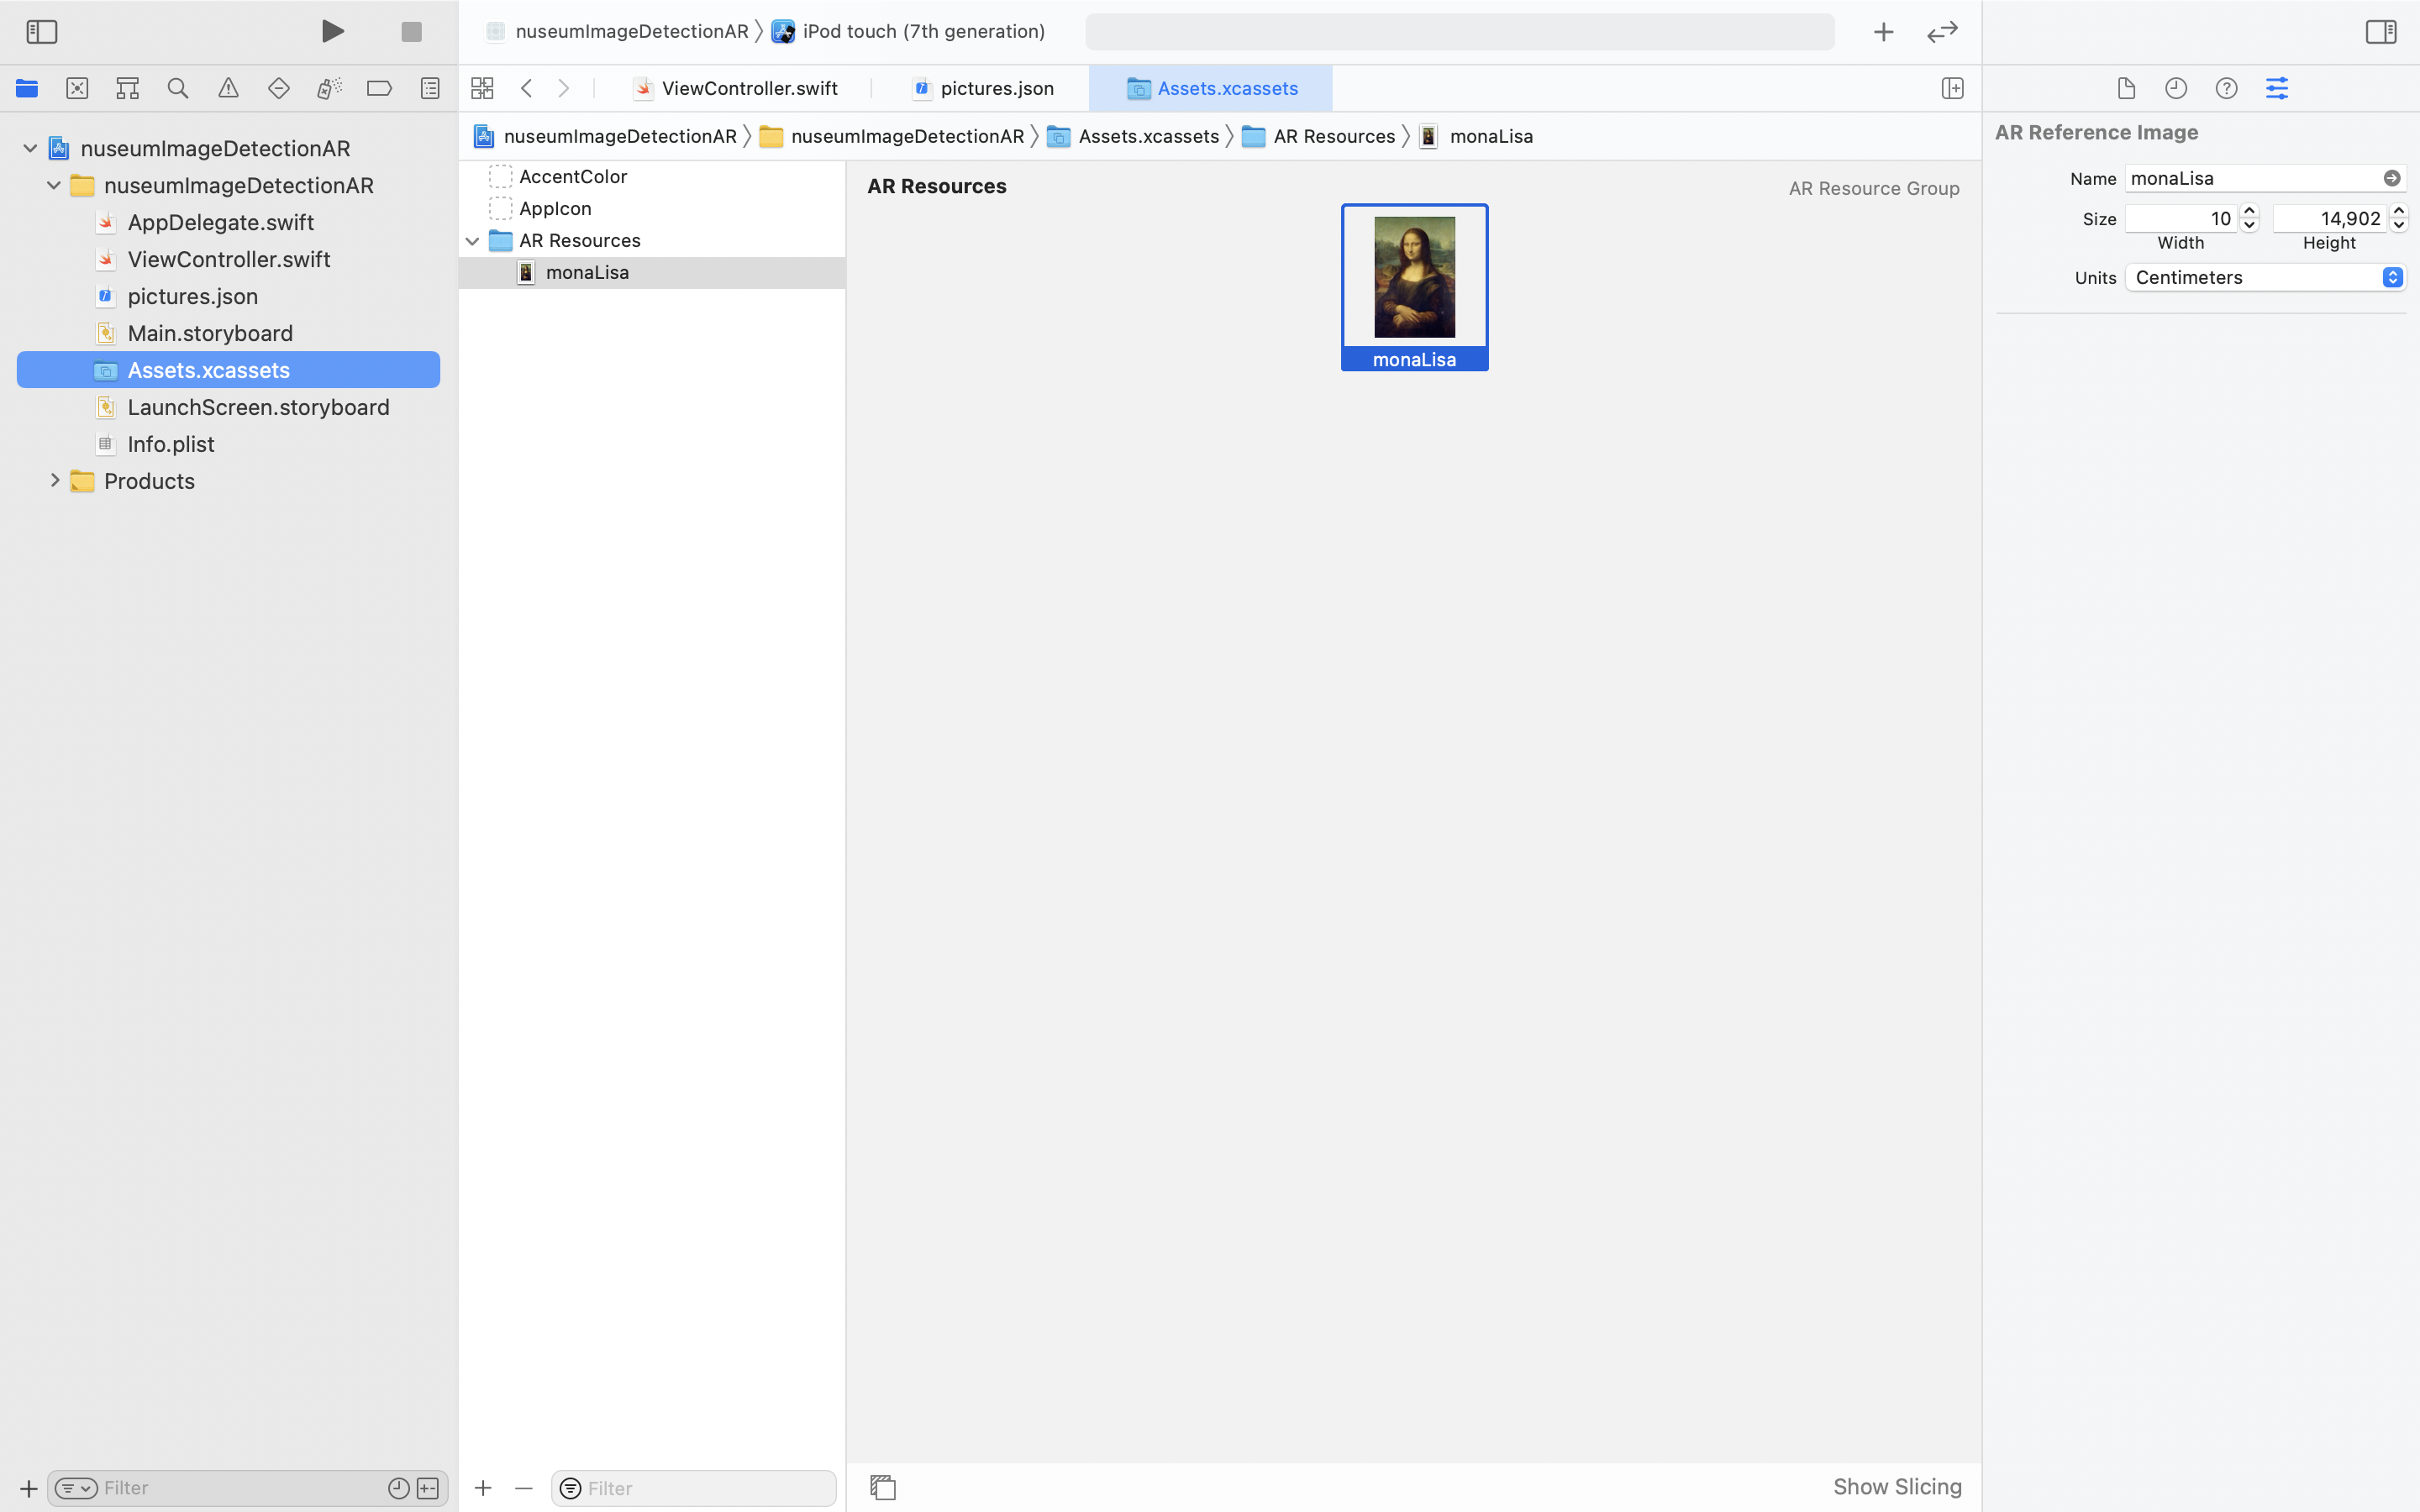 nuseumImageDetectionAR
iPod touch (7th generation)
ViewController.swift
pictures.json
Assets.xcassets
nuseumImageDetectionAR
nuseumImageDetectionAR
Assets.xcassets
AR Resources
monaLisa
nuseumImageDetectionAR
nuseumImageDetectionAR
AppDelegate.swift
ViewController.swift
pictures.json
Main.storyboard
Assets.xcassets
LaunchScreen.storyboard
Info.plist
Products
Filter
AccentColor
AppIcon
AR Resources
monaLisa
Filter
AR Resources
AR Resource Group
monaLisa
Show Slicing
AR Reference Image
Name monaLisa
Size 10 14,902
Width Height
Units Centimeters